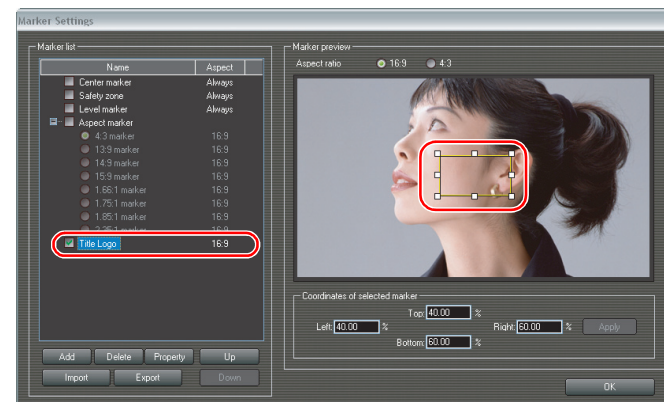 Marker Settings
Marker list
Name Aspect
Center marker Always
Safety zone Always
Level marker Always
Aspect marker
4:3 marker 16:9
13:9 marker 16:9
14:9 marker 16:9
15:9 marker 16:9
1.66:1 marker 16:9
1.75:1 marker 16:9
1.85:1 marker 16:9
2.35:1 marker 16:9
Title Logo 16:9
Add Delete Property Up
Import Export Down
Marker preview
Aspect ratio 16:9 4:3
Coordinates of selected marker
Top: 40.00 %
Left: 40.00 % Right: 60.00 % Apply
Bottom: 60.00 %
OK